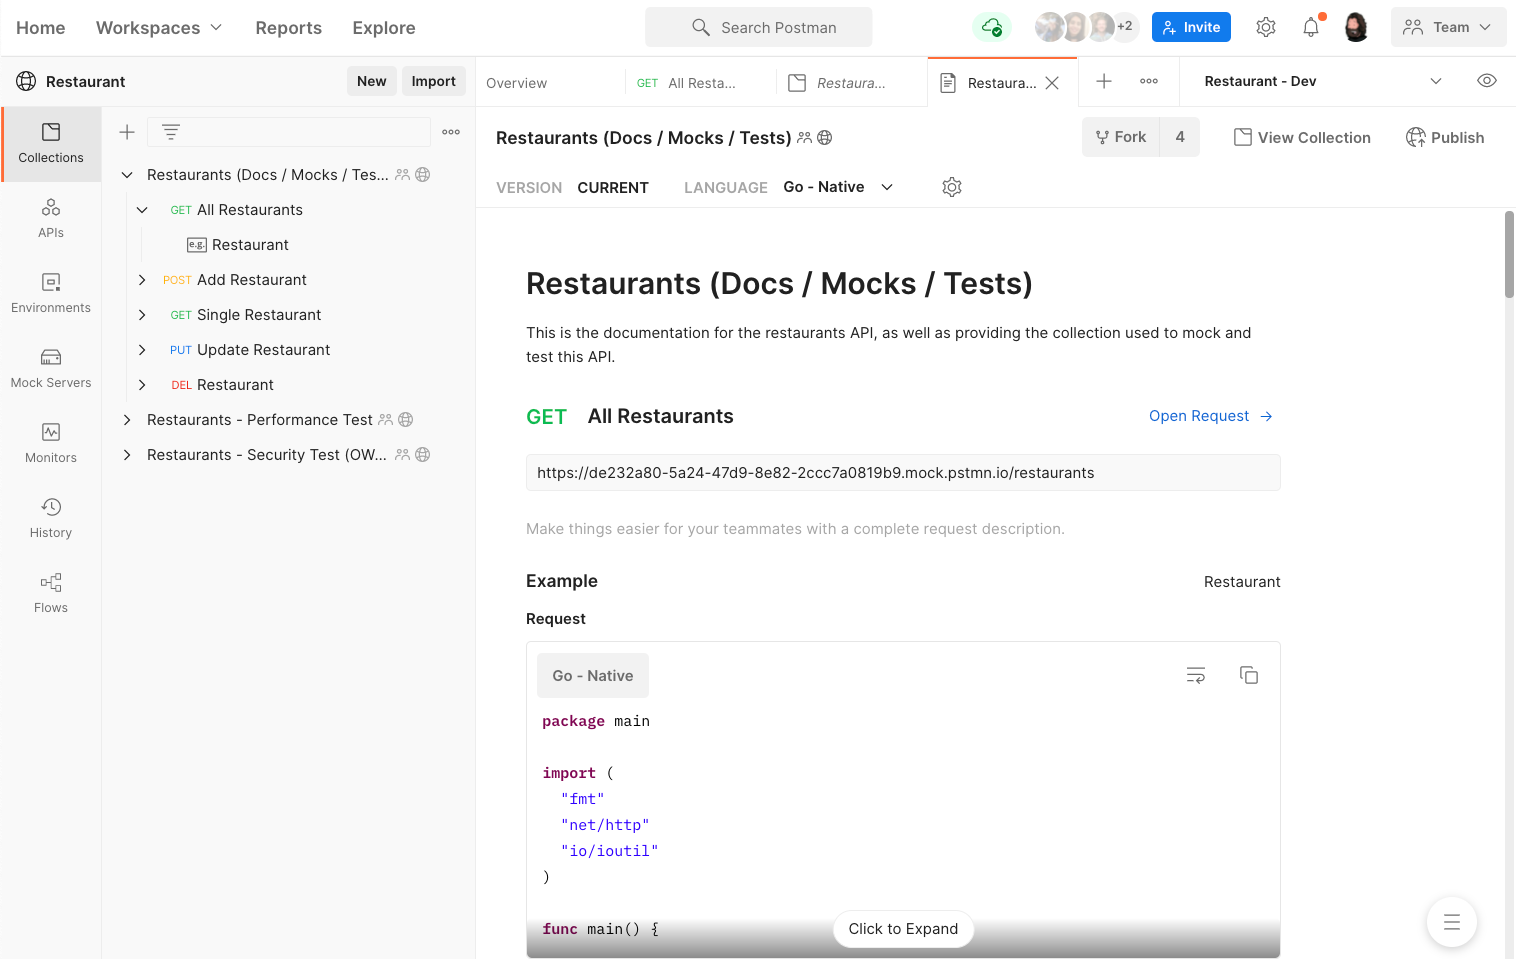 Home Workspaces Reports Explore Search Postman +2 Invite Team
Restaurant New Import Overview GET All Resta... Restaura... Restaura... Restaurant - Dev
Restaurants (Docs / Mocks / Tests) Fork 4 View Collection Publish
VERSION CURRENT LANGUAGE Go - Native
Collections
APIs
Environments
Mock Servers
Monitors
History
Flows
Restaurants (Docs / Mocks / Tes...
GET All Restaurants
e.g. Restaurant
POST Add Restaurant
GET Single Restaurant
PUT Update Restaurant
DEL Restaurant
Restaurants - Performance Test
Restaurants - Security Test (OW...
Restaurants (Docs / Mocks / Tests)
This is the documentation for the restaurants API, as well as providing the collection used to mock and
test this API.
GET All Restaurants Open Request →
https://de232a80-5a24-47d9-8e82-2ccc7a0819b9.mock.pstmn.io/restaurants
Make things easier for your teammates with a complete request description.
Example Restaurant
Request
Go - Native
package main
import (
"fmt"
"net/http"
"io/ioutil"
)
func main() {
Click to Expand